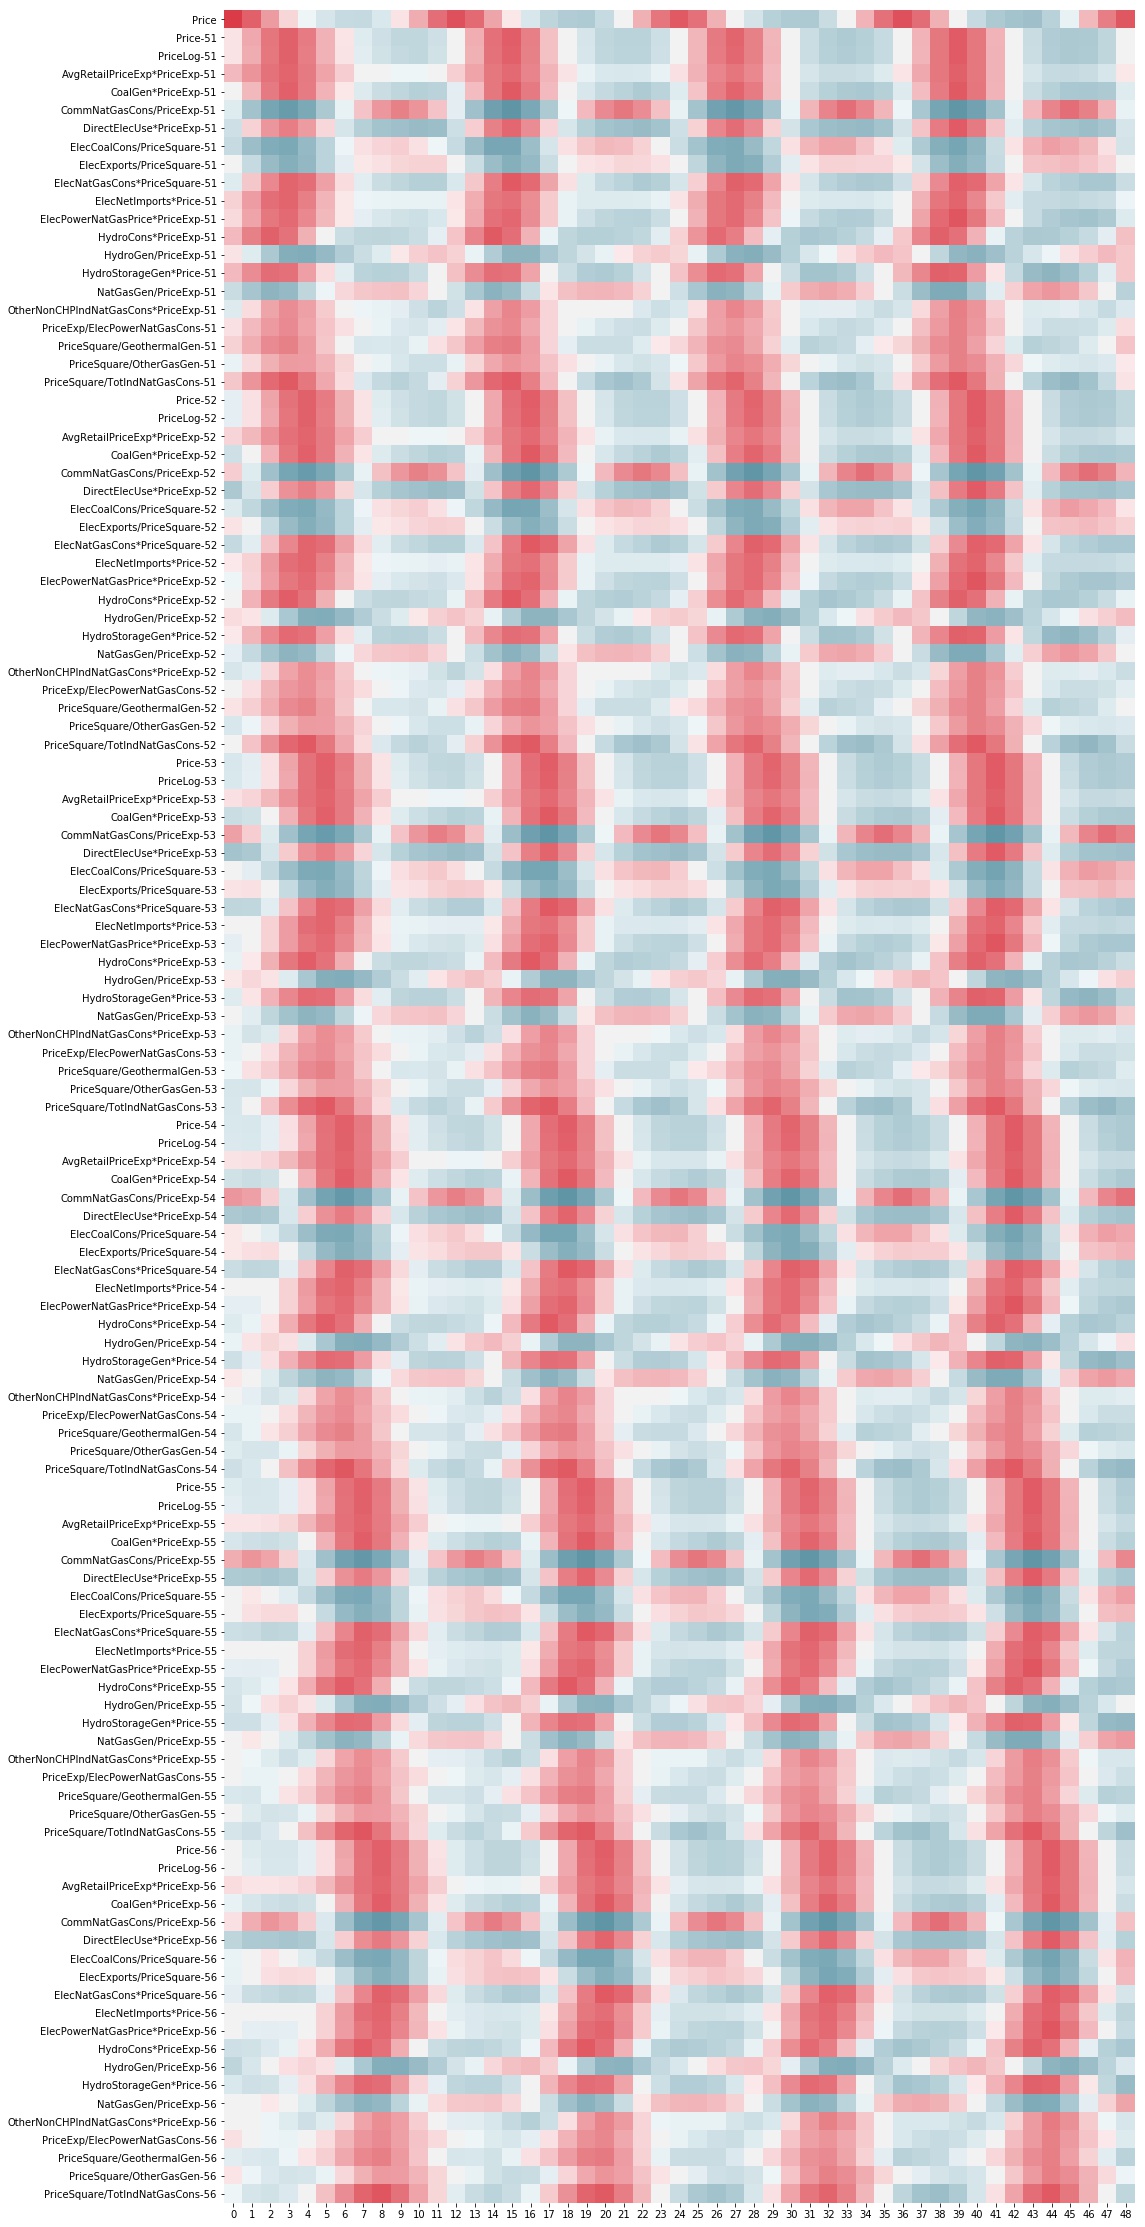 Price
Price-51
PriceLog-51
AvgRetailPriceExp*PriceExp-51
CoalGen*PriceExp-51
CommNatGasCons/PriceExp-51
DirectElecUse*PriceExp-51
ElecCoalCons/PriceSquare-51
ElecExports/PriceSquare-51
ElecNatGasCons*PriceSquare-51
ElecNetImports*Price-51
ElecPowerNatGasPrice*PriceExp-51
HydroCons*PriceExp-51
HydroGen/PriceExp-51
HydroStorageGen*Price-51
NatGasGen/PriceExp-51
OtherNonCHPIndNatGasCons*PriceExp-51
PriceExp/ElecPowerNatGasCons-51
PriceSquare/GeothermalGen-51
PriceSquare/OtherGasGen-51
PriceSquare/TotIndNatGasCons-51
Price-52
PriceLog-52
AvgRetailPriceExp*PriceExp-52
CoalGen*PriceExp-52
CommNatGasCons/PriceExp-52
DirectElecUse*PriceExp-52
ElecCoalCons/PriceSquare-52
ElecExports/PriceSquare-52
ElecNatGasCons*PriceSquare-52
ElecNetImports*Price-52
ElecPowerNatGasPrice*PriceExp-52
HydroCons*PriceExp-52
HydroGen/PriceExp-52
HydroStorageGen*Price-52
NatGasGen/PriceExp-52
OtherNonCHPIndNatGasCons*PriceExp-52
PriceExp/ElecPowerNatGasCons-52
PriceSquare/GeothermalGen-52
PriceSquare/OtherGasGen-52
PriceSquare/TotIndNatGasCons-52
Price-53
PriceLog-53
AvgRetailPriceExp*PriceExp-53
CoalGen*PriceExp-53
CommNatGasCons/PriceExp-53
DirectElecUse*PriceExp-53
ElecCoalCons/PriceSquare-53
ElecExports/PriceSquare-53
ElecNatGasCons*PriceSquare-53
ElecNetImports*Price-53
ElecPowerNatGasPrice*PriceExp-53
HydroCons*PriceExp-53
HydroGen/PriceExp-53
HydroStorageGen*Price-53
NatGasGen/PriceExp-53
OtherNonCHPIndNatGasCons*PriceExp-53
PriceExp/ElecPowerNatGasCons-53
PriceSquare/GeothermalGen-53
PriceSquare/OtherGasGen-53
PriceSquare/TotIndNatGasCons-53
Price-54
PriceLog-54
AvgRetailPriceExp*PriceExp-54
CoalGen*PriceExp-54
CommNatGasCons/PriceExp-54
DirectElecUse*PriceExp-54
ElecCoalCons/PriceSquare-54
ElecExports/PriceSquare-54
ElecNatGasCons*PriceSquare-54
ElecNetImports*Price-54
ElecPowerNatGasPrice*PriceExp-54
HydroCons*PriceExp-54
HydroGen/PriceExp-54
HydroStorageGen*Price-54
NatGasGen/PriceExp-54
OtherNonCHPIndNatGasCons*PriceExp-54
PriceExp/ElecPowerNatGasCons-54
PriceSquare/GeothermalGen-54
PriceSquare/OtherGasGen-54
PriceSquare/TotIndNatGasCons-54
Price-55
PriceLog-55
AvgRetailPriceExp*PriceExp-55
CoalGen*PriceExp-55
CommNatGasCons/PriceExp-55
DirectElecUse*PriceExp-55
ElecCoalCons/PriceSquare-55
ElecExports/PriceSquare-55
ElecNatGasCons*PriceSquare-55
ElecNetImports*Price-55
ElecPowerNatGasPrice*PriceExp-55
HydroCons*PriceExp-55
HydroGen/PriceExp-55
HydroStorageGen*Price-55
NatGasGen/PriceExp-55
OtherNonCHPIndNatGasCons*PriceExp-55
PriceExp/ElecPowerNatGasCons-55
PriceSquare/GeothermalGen-55
PriceSquare/OtherGasGen-55
PriceSquare/TotIndNatGasCons-55
Price-56
PriceLog-56
AvgRetailPriceExp*PriceExp-56
CoalGen*PriceExp-56
CommNatGasCons/PriceExp-56
DirectElecUse*PriceExp-56
ElecCoalCons/PriceSquare-56
ElecExports/PriceSquare-56
ElecNatGasCons*PriceSquare-56
ElecNetImports*Price-56
ElecPowerNatGasPrice*PriceExp-56
HydroCons*PriceExp-56
HydroGen/PriceExp-56
HydroStorageGen*Price-56
NatGasGen/PriceExp-56
OtherNonCHPIndNatGasCons*PriceExp-56
PriceExp/ElecPowerNatGasCons-56
PriceSquare/GeothermalGen-56
PriceSquare/OtherGasGen-56
PriceSquare/TotIndNatGasCons-56
0 1 2 3 4 5 6 7 8 9 10 11 12 13 14 15 16 17 18 19 20 21 22 23 24 25 26 27 28 29 30 31 32 33 34 35 36 37 38 39 40 41 42 43 44 45 46 47 48